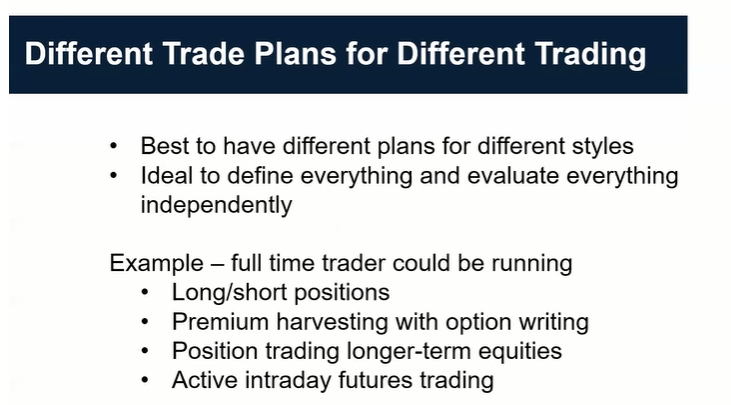 Different Trade Plans for Different Trading
• Best to have different plans for different styles
• Ideal to define everything and evaluate everything
independently
Example – full time trader could be running
• Long/short positions
• Premium harvesting with option writing
• Position trading longer-term equities
• Active intraday futures trading